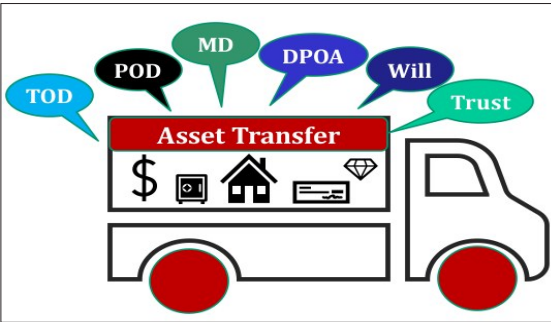 TOD
POD
MD
DPOA
Will
Trust
Asset Transfer
$